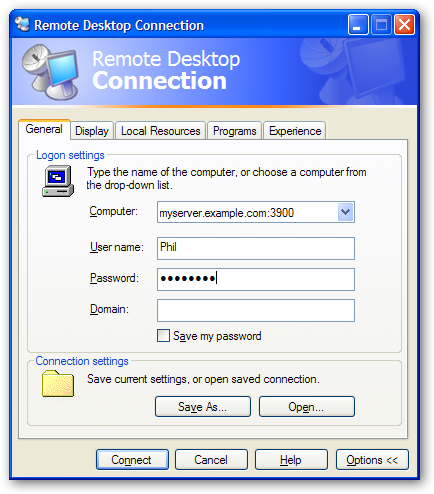 Remote Desktop Connection
Remote Desktop
Connection
General Display Local Resources Programs Experience
Logon settings
Type the name of the computer, or choose a computer from
the drop-down list.
Computer: myserver.example.com:3900
User name: Phil
Password: ●●●●●●●●
Domain:
Save my password
Connection settings
Save current settings, or open saved connection.
Save As... Open...
Connect Cancel Help Options <<